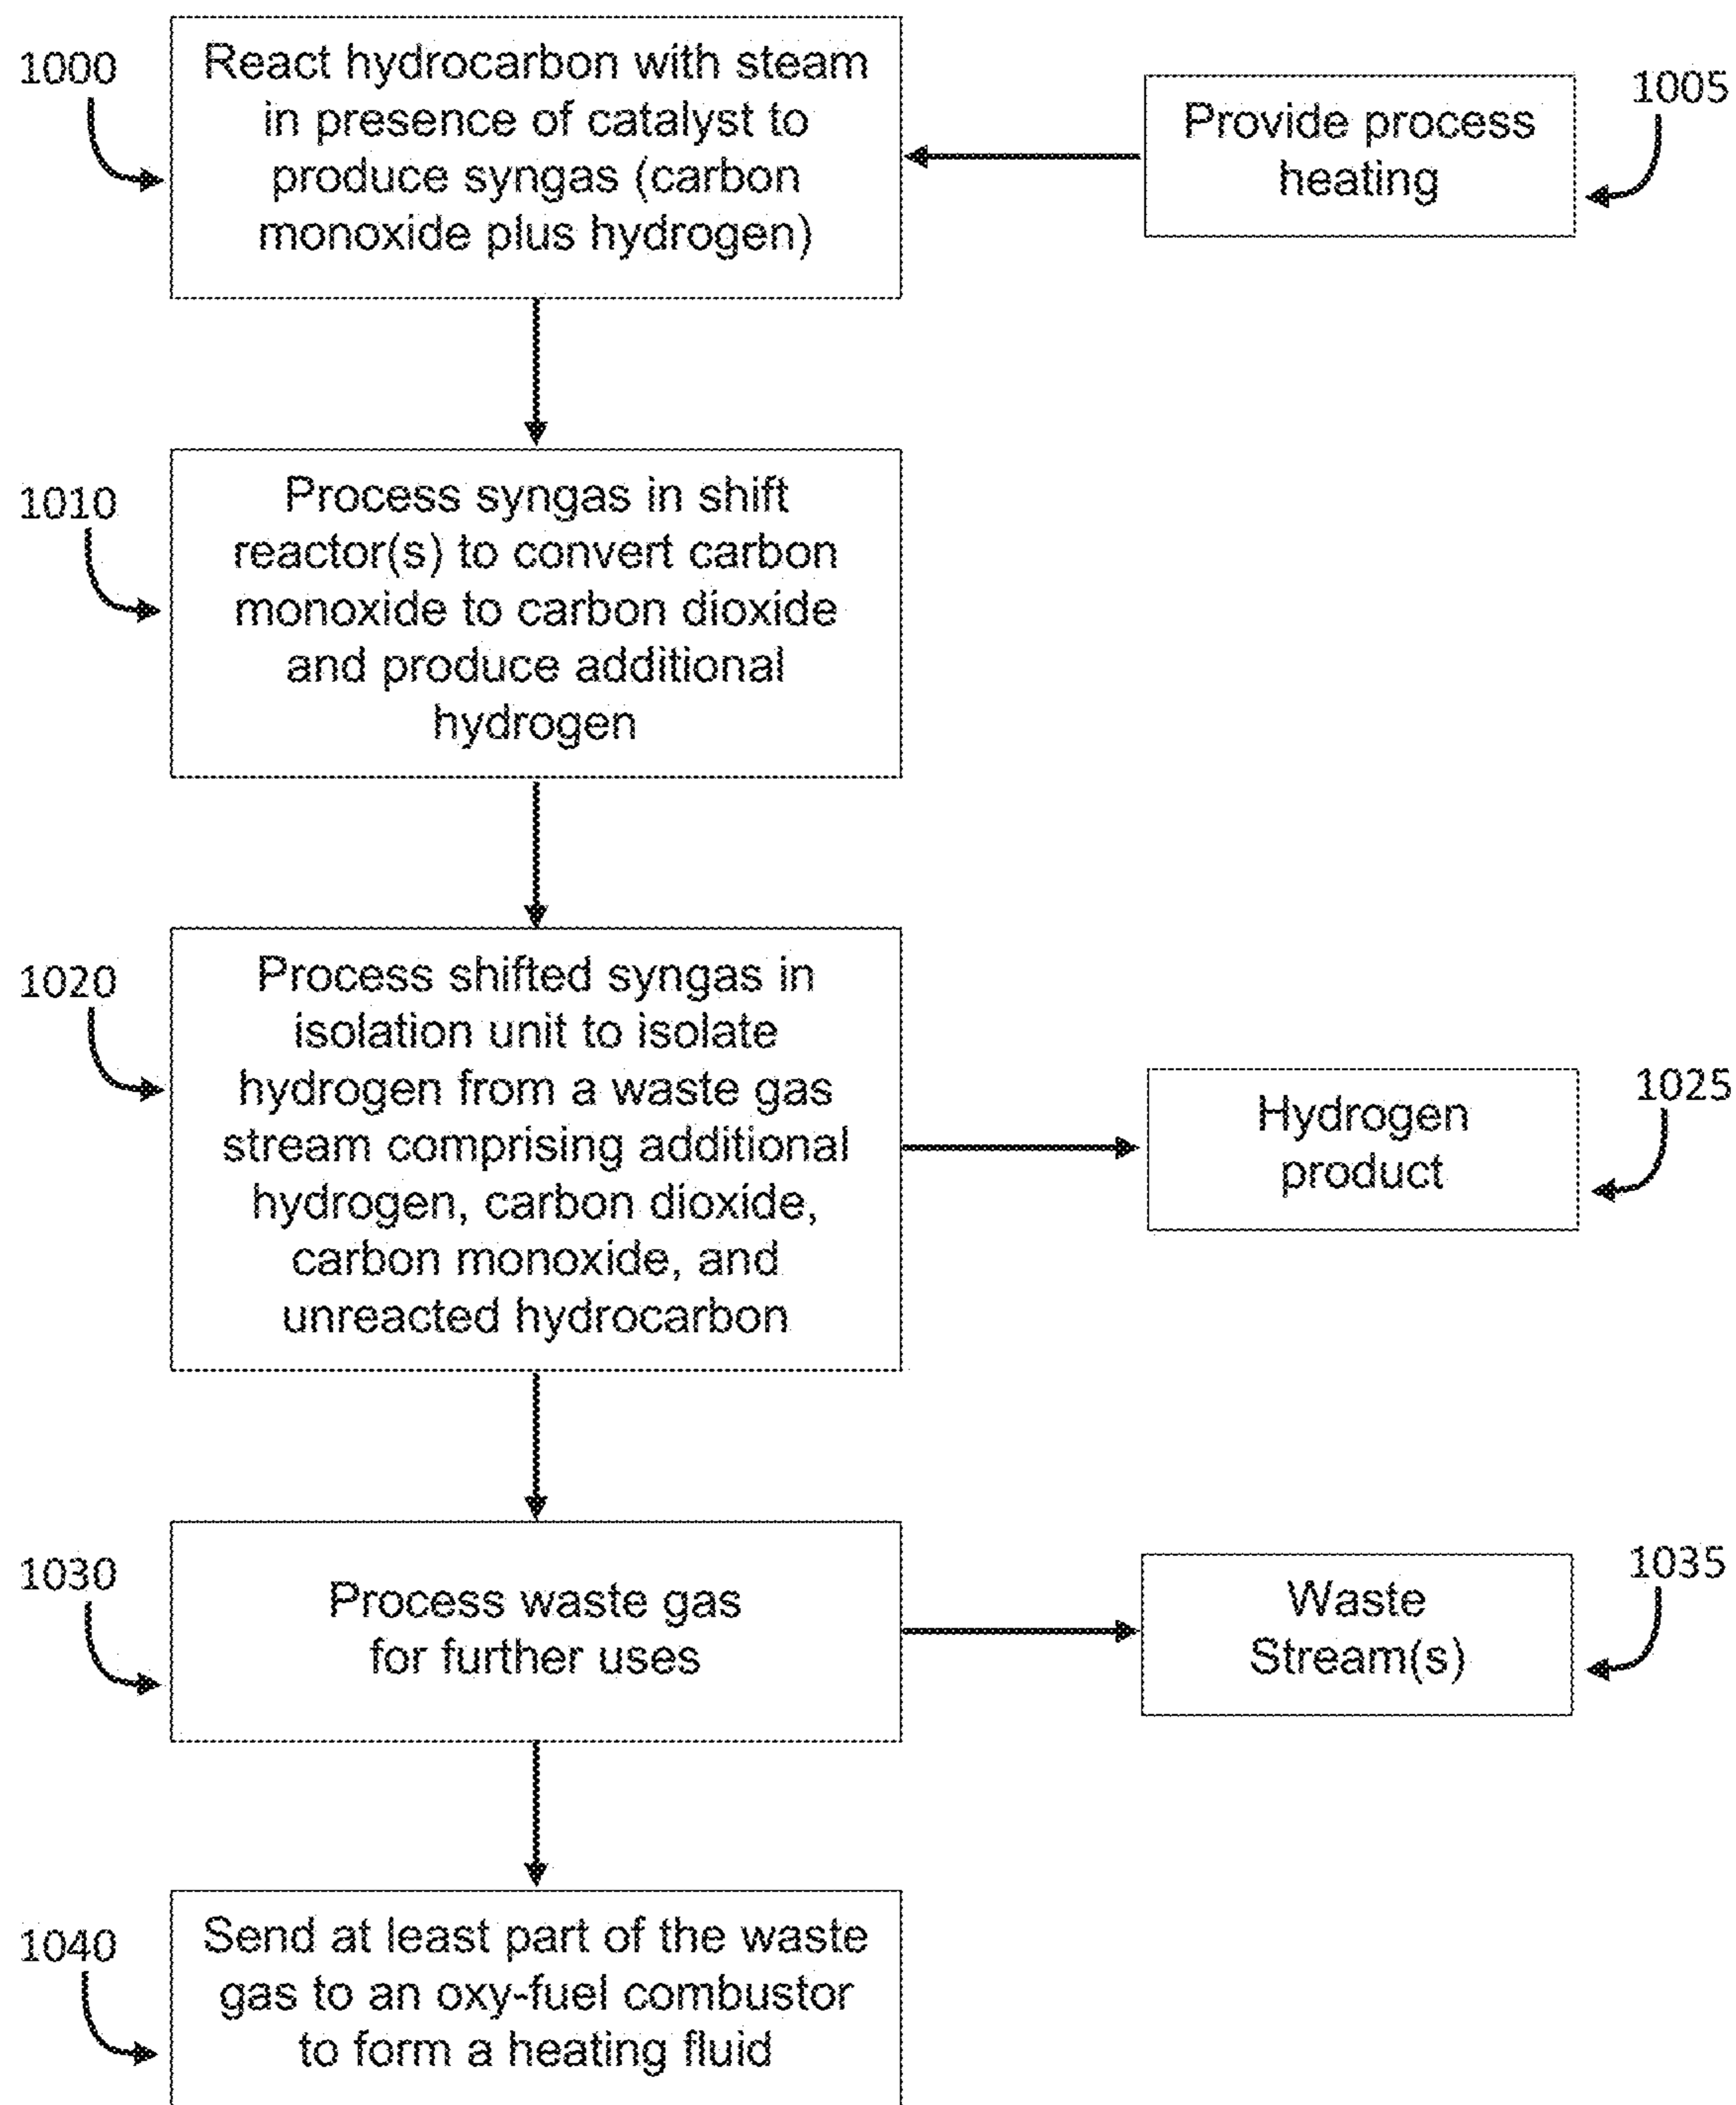 1000
React hydrocarbon with steam
in presence of catalyst to
produce syngas (carbon
monoxide plus hydrogen)
Provide process
heating
1005
1010
Process syngas in shift
reactor(s) to convert carbon
monoxide to carbon dioxide
and produce additional
hydrogen
1020
Process shifted syngas in
isolation unit to isolate
hydrogen from a waste gas
stream comprising additional
hydrogen, carbon dioxide,
carbon monoxide, and
unreacted hydrocarbon
Hydrogen
product
1025
1030
Process waste gas
for further uses
Waste
Stream(s)
1035
1040
Send at least part of the waste
gas to an oxy-fuel combustor
to form a heating fluid